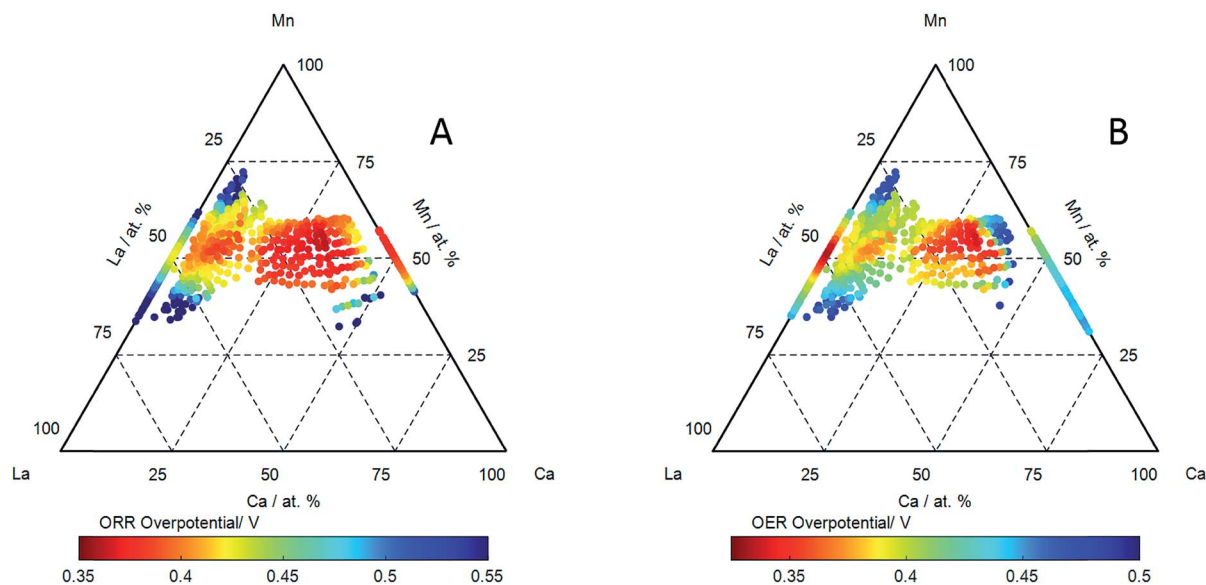 Mn
100
A
25
75
La / at. %
Mn / at. %
50
50
75
25
100
La
25
50
75
100
Ca
Ca / at. %
ORR Overpotential/ V
0.35
0.4
0.45
0.5
0.55
Mn
100
B
25
75
La / at. %
Mn / at. %
50
50
75
25
100
La
25
50
75
100
Ca
Ca / at. %
OER Overpotential/ V
0.35
0.4
0.45
0.5